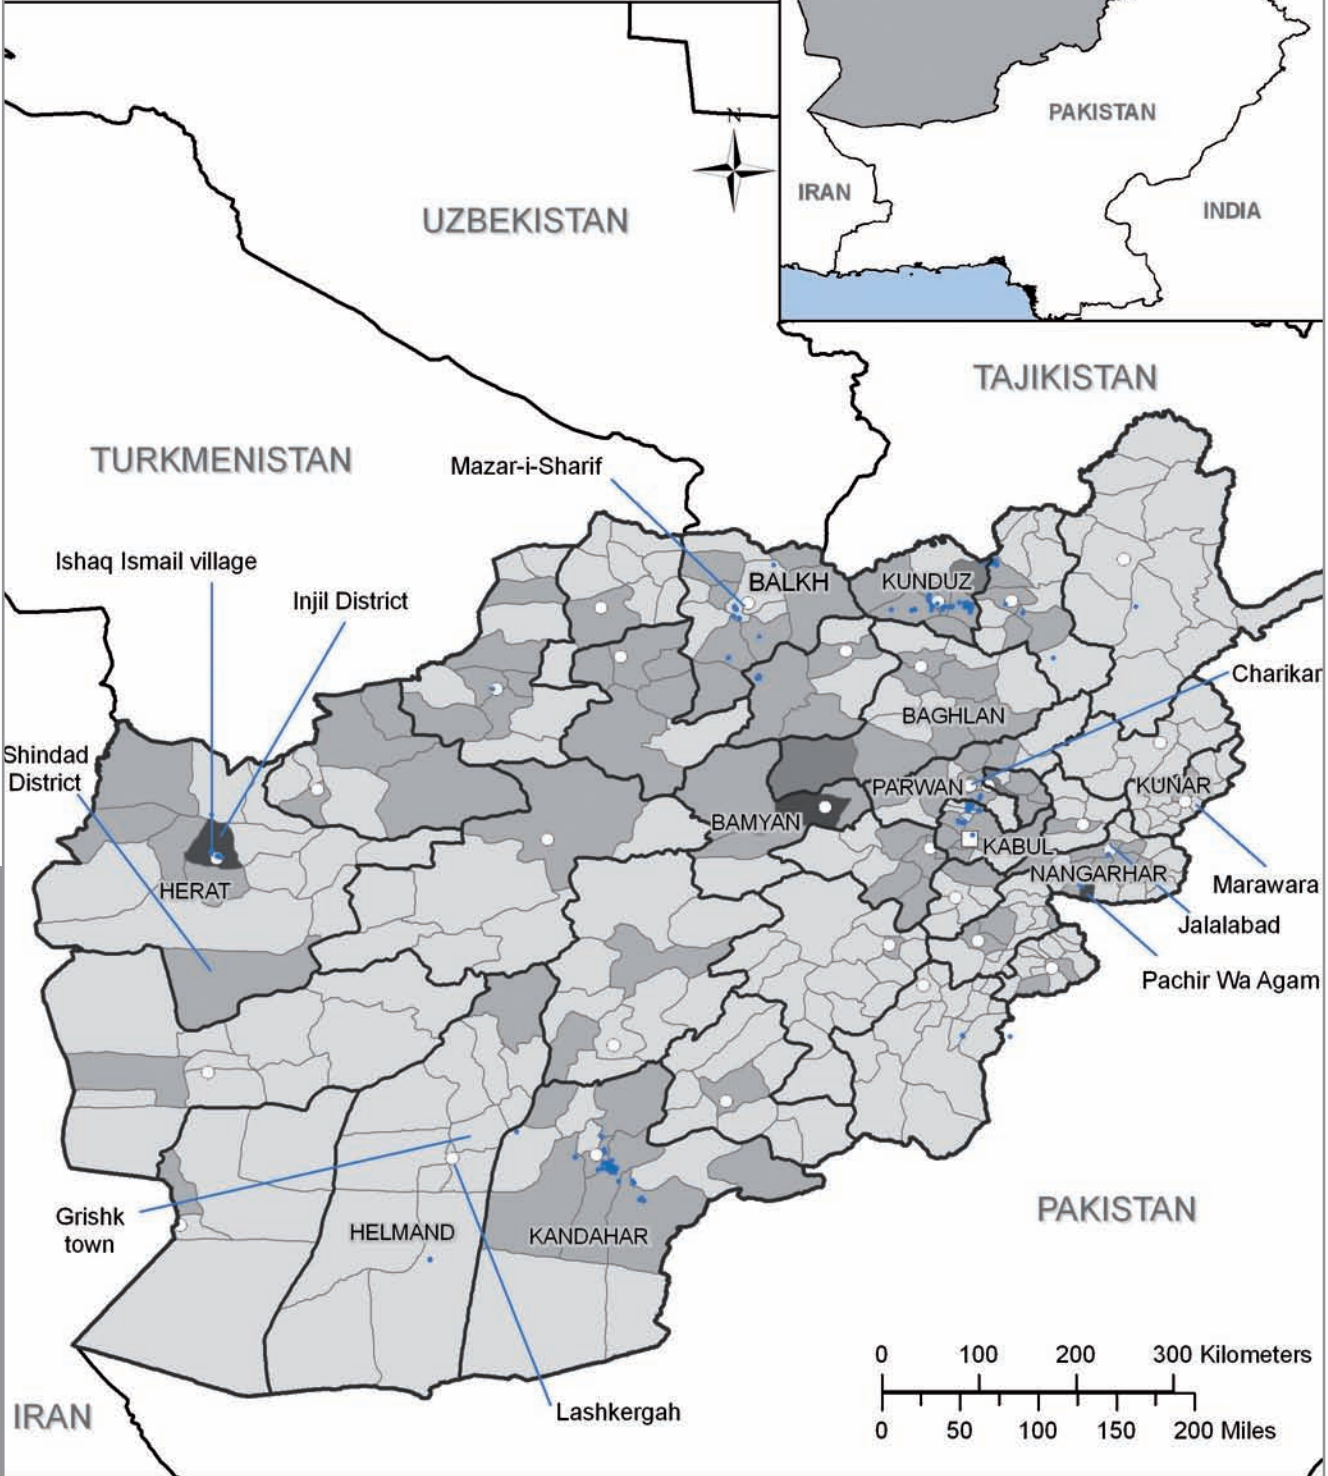 N
PAKISTAN
IRAN
INDIA
UZBEKISTAN
TAJIKISTAN
TURKMENISTAN
Mazar-i-Sharif
Ishaq Ismail village
BALKH
KUNDUZ
Injil District
Charikar
BAGHLAN
Shindad
District
PARWAN
KUNAR
BAMYAN
KABUL
NANGARHAR
HERAT
Marawara
Jalalabad
Pachir Wa Agam
PAKISTAN
Grishk
town
HELMAND
KANDAHAR
0 100 200 300 Kilometers
0 50 100 150 200 Miles
Lashkergah
IRAN